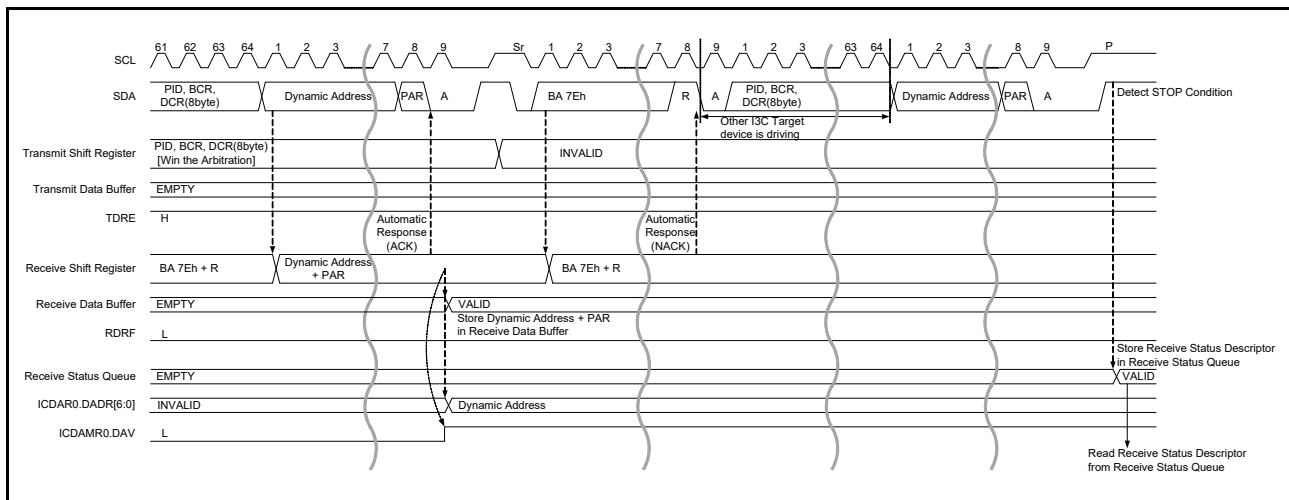 61 62 63 64 1 2 3 7 8 9 Sr 1 2 3 7 8 9 1 2 3 63 64 1 2 3 8 9 P
SCL
SDA
PID, BCR,
DCR(8byte)
Dynamic Address
PAR
A
BA 7Eh
R
A
PID, BCR,
DCR(8byte)
Dynamic Address
PAR
A
Detect STOP Condition
Other I3C Target
device is driving
Transmit Shift Register
PID, BCR, DCR(8byte)
[Win the Arbitration]
INVALID
Transmit Data Buffer
EMPTY
TDRE
H
Automatic
Response
(ACK)
Automatic
Response
(NACK)
Receive Shift Register
BA 7Eh + R
Dynamic Address
+ PAR
BA 7Eh + R
Receive Data Buffer
EMPTY
VALID
Store Dynamic Address + PAR
in Receive Data Buffer
RDRF
L
Store Receive Status Descriptor
in Receive Status Queue
Receive Status Queue
EMPTY
VALID
ICDAR0.DADR[6:0]
INVALID
Dynamic Address
ICDAMR0.DAV
L
Read Receive Status Descriptor
from Receive Status Queue